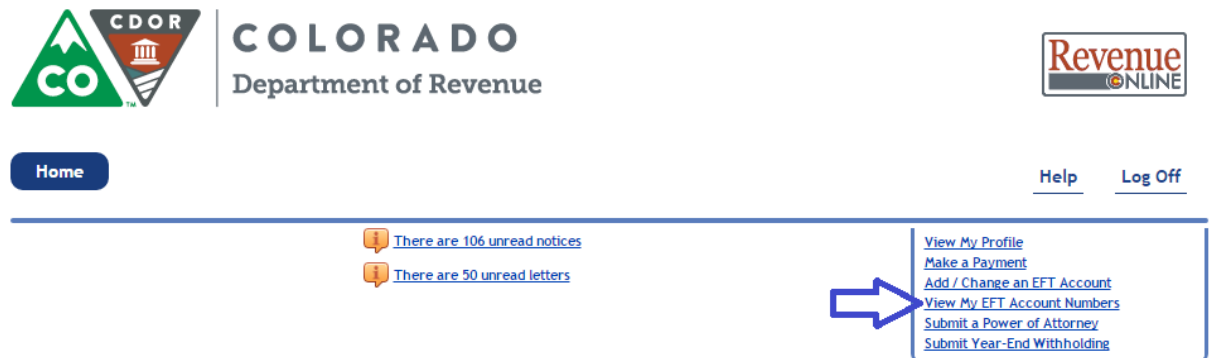 CDOR
CO
TM
COLORADO
Department of Revenue
Revenue
ONLINE
Home
Help
Log Off
There are 106 unread notices
There are 50 unread letters
View My Profile
Make a Payment
Add / Change an EFT Account
View My EFT Account Numbers
Submit a Power of Attorney
Submit Year-End Withholding